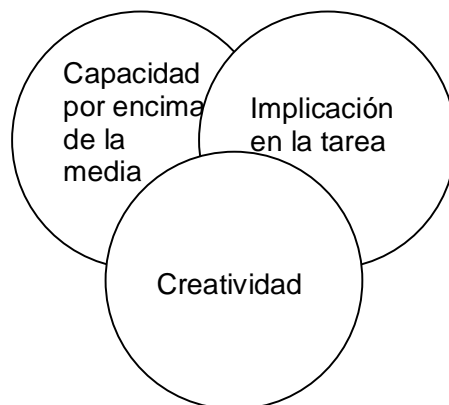 Capacidad
por encima
de la
media
Implicación
en la tarea
Creatividad